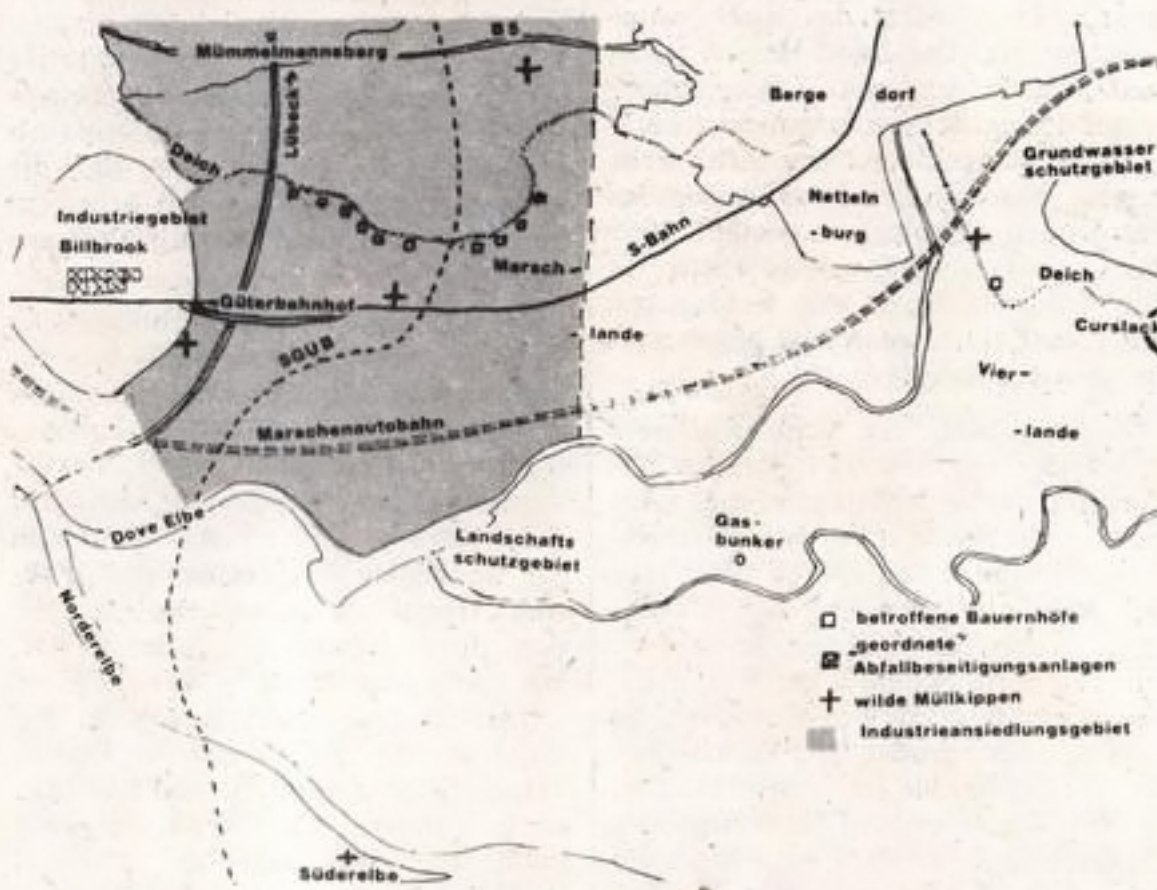 B5
Mümmelmannsberg
Lübeck
Deich
Industriegebiet
Billbrook
Berge dorf
Grundwasser
schutzgebiet
Netteln
-burg
S-Bahn
Marsch -
Deich
Güterbahnhof
- lande
Curslack
SGUB
Vier-
Marschenautobahn
-lande
Dove Elbe
Landschafts
schutzgebiet
Gas-
bunker
Norderelbe
betroffene Bauernhöfe
„geordnete"
Abfallbeseitigungsanlagen
wilde Müllkippen
Industrieansiedlungsgebiet
Süderelbe